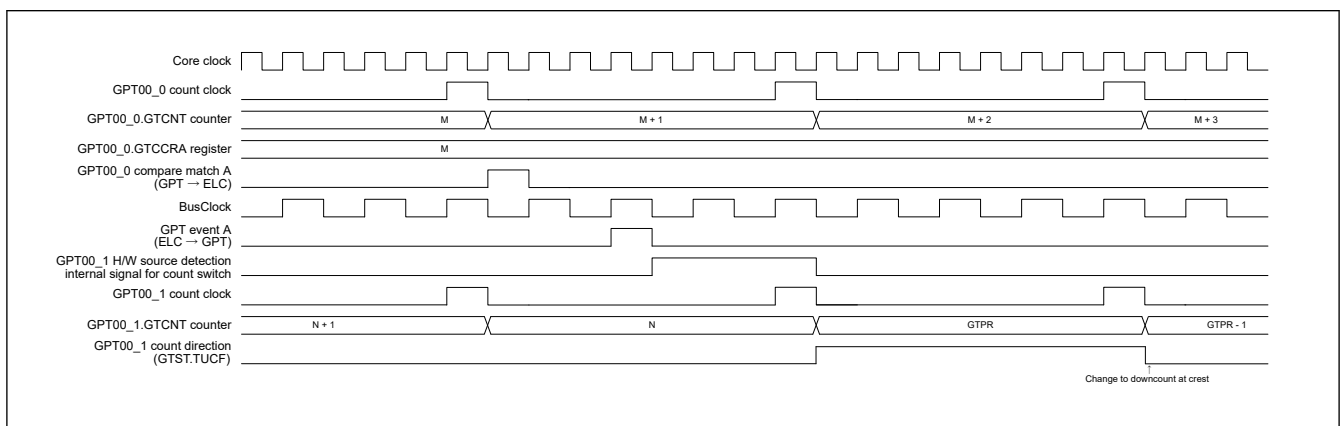 Core clock
GPT00_0 count clock
GPT00_0.GTCNT counter
M
M + 1
M + 2
M + 3
GPT00_0.GTCCRA register
M
GPT00_0 compare match A
(GPT → ELC)
BusClock
GPT event A
(ELC → GPT)
GPT00_1 H/W source detection
internal signal for count switch
GPT00_1 count clock
GPT00_1.GTCNT counter
N + 1
N
GTPR
GTPR - 1
GPT00_1 count direction
(GTST.TUCF)
↑
Change to downcount at crest